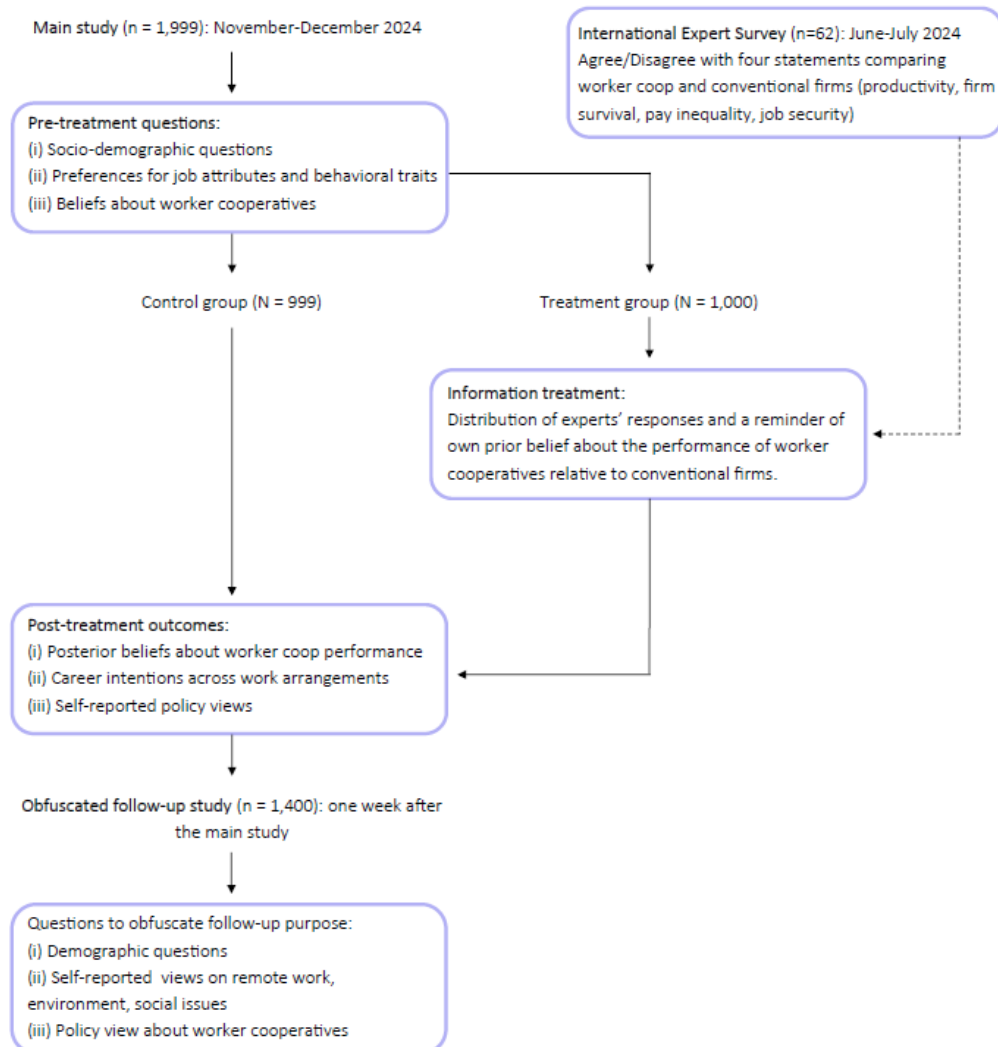 Main study (n = 1,999): November-December 2024
International Expert Survey (n=62): June-July 2024
Agree/Disagree with four statements comparing
worker coop and conventional firms (productivity, firm
survival, pay inequality, job security)
Pre-treatment questions:
(i) Socio-demographic questions
(ii) Preferences for job attributes and behavioral traits
(iii) Beliefs about worker cooperatives
Control group (N = 999)
Treatment group (N = 1,000)
Information treatment:
Distribution of experts' responses and a reminder of
own prior belief about the performance of worker
cooperatives relative to conventional firms.
Post-treatment outcomes:
(i) Posterior beliefs about worker coop performance
(ii) Career intentions across work arrangements
(iii) Self-reported policy views
Obfuscated follow-up study (n = 1,400): one week after
the main study
Questions to obfuscate follow-up purpose:
(i) Demographic questions
(ii) Self-reported views on remote work,
environment, social issues
(iii) Policy view about worker cooperatives